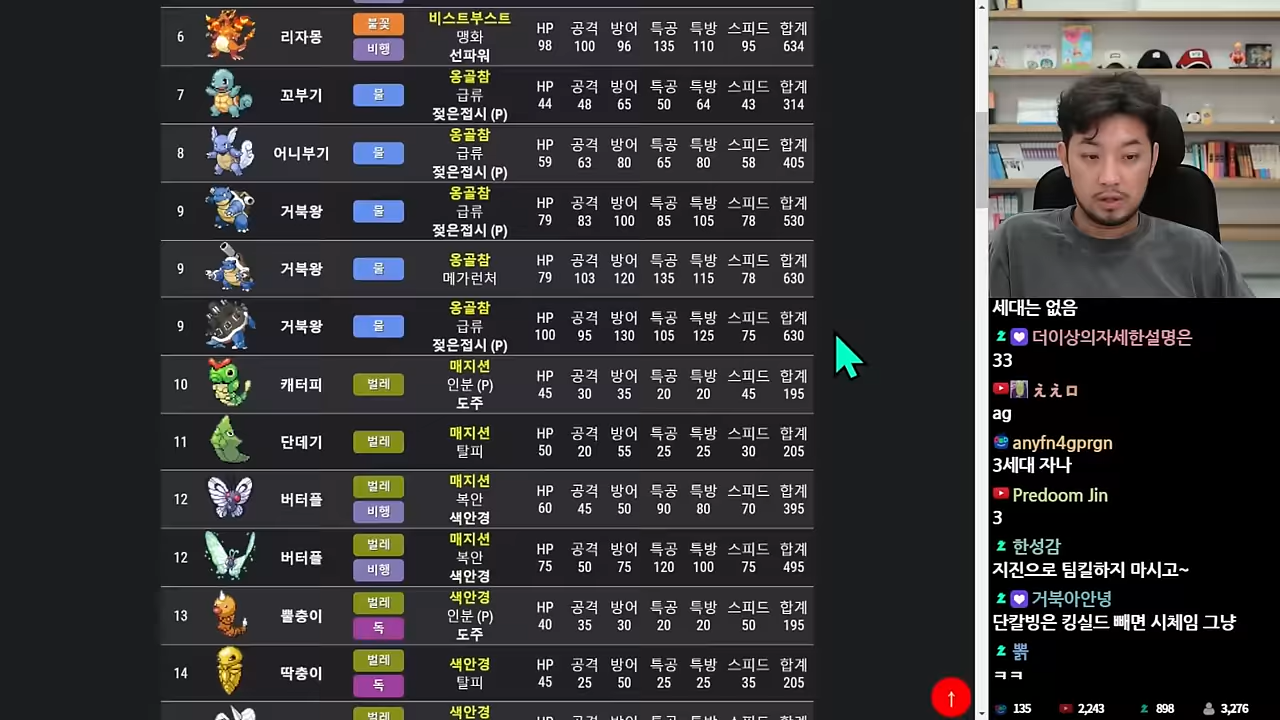 6 리자몽 불꽃 비행 비스트부스트 맹화 선파워 HP 98 공격 100 방어 96 특공 135 특방 110 스피드 95 합계 634
7 꼬부기 물 옹골참 급류 젖은접시 (P) HP 44 공격 48 방어 65 특공 50 특방 64 스피드 43 합계 314
8 어니부기 물 옹골참 급류 젖은접시 (P) HP 59 공격 63 방어 80 특공 65 특방 80 스피드 58 합계 405
9 거북왕 물 옹골참 급류 젖은접시 (P) HP 79 공격 83 방어 100 특공 85 특방 105 스피드 78 합계 530
9 거북왕 물 옹골참 메가런처 HP 79 공격 103 방어 120 특공 135 특방 115 스피드 78 합계 630
9 거북왕 물 옹골참 급류 젖은접시 (P) HP 100 공격 95 방어 130 특공 105 특방 125 스피드 75 합계 630
10 캐터피 벌레 매지션 인분 (P) 도주 HP 45 공격 30 방어 35 특공 20 특방 20 스피드 45 합계 195
11 단데기 벌레 매지션 탈피 HP 50 공격 20 방어 55 특공 25 특방 25 스피드 30 합계 205
12 버터플 벌레 비행 매지션 복안 색안경 HP 60 공격 45 방어 50 특공 90 특방 80 스피드 70 합계 395
12 버터플 벌레 비행 매지션 복안 색안경 HP 75 공격 50 방어 75 특공 120 특방 100 스피드 75 합계 495
13 뿔충이 벌레 독 색안경 인분 (P) 도주 HP 40 공격 35 방어 30 특공 20 특방 20 스피드 50 합계 195
14 딱충이 벌레 독 색안경 탈피 HP 45 공격 25 방어 50 특공 25 특방 25 스피드 35 합계 205
벌레 색안경 HP 공격 방어 특공 특방 스피드 합계
세대는 없음
더이상의자세한설명은
33
ええㅁ
ag
anyfn4gprgn
3세대 자나
Predoom Jin
3
한성감
지진으로 팀킬하지 마시고~
거북아안녕
단칼빙은 킹실드 빼면 시체임 그냥
뿕
ㅋㅋ
135 2,243 898 3,276